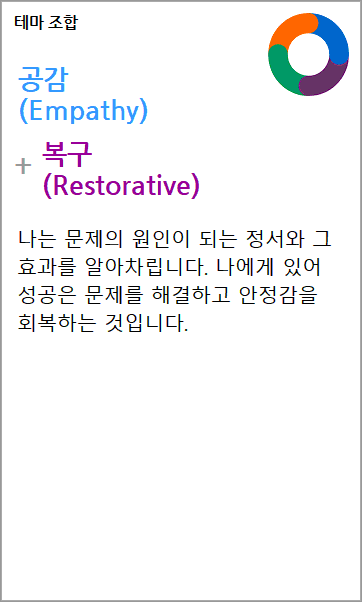 테마 조합
공감
(Empathy)
+ 복구
(Restorative)
나는 문제의 원인이 되는 정서와 그
효과를 알아차립니다. 나에게 있어
성공은 문제를 해결하고 안정감을
회복하는 것입니다.